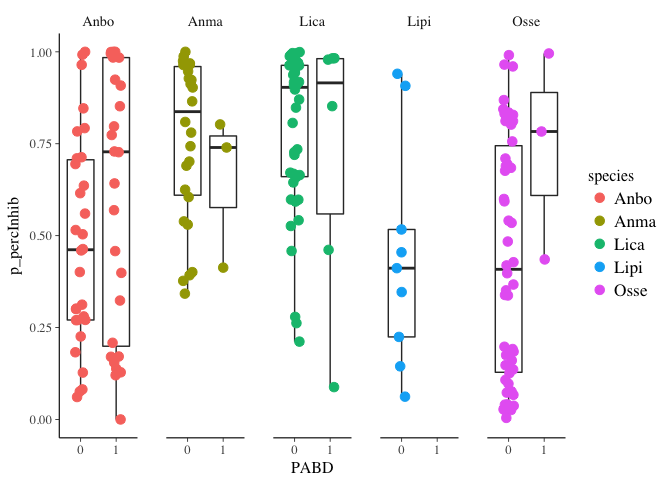 Anbo Anma Lica Lipi Osse
1.00
0.75
0.50
0.25
0.00
p_percInhib
0 1 0 1 0 1 0 1 0 1
PABD
species
Anbo
Anma
Lica
Lipi
Osse